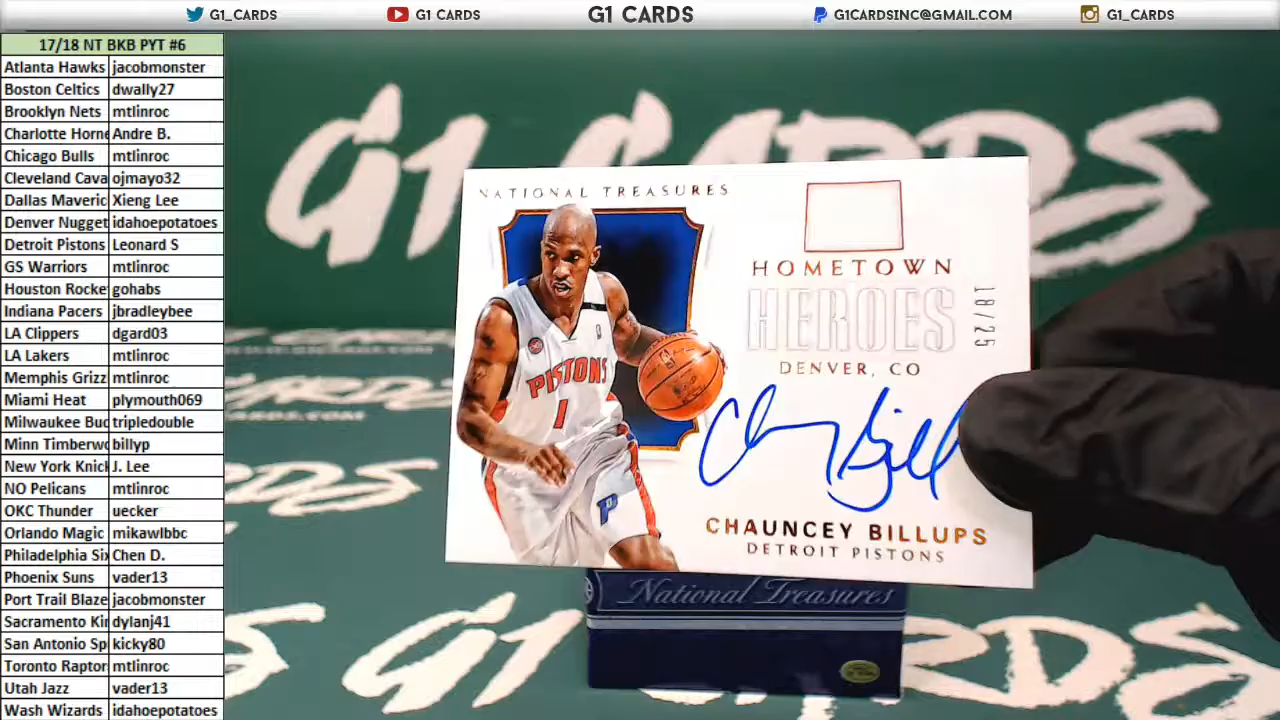 G1_CARDS
G1 CARDS
G1 CARDS
G1CARDSINC@GMAIL.COM
G1_CARDS
17/18 NT BKB PYT #6
Atlanta Hawks jacobmonster
Boston Celtics dwally27
Brooklyn Nets mtlinroc
Charlotte Horne Andre B.
Chicago Bulls mtlinroc
Cleveland Cava ojmayo32
Dallas Maveric Xieng Lee
Denver Nugget idahoepotatoes
Detroit Pistons Leonard S
GS Warriors mtlinroc
Houston Rocke gohabs
Indiana Pacers jbradleybee
LA Clippers dgard03
LA Lakers mtlinroc
Memphis Grizz mtlinroc
Miami Heat plymouth069
Milwaukee Buc tripledouble
Minn Timberwo billyp
New York Knick J. Lee
NO Pelicans mtlinroc
OKC Thunder uecker
Orlando Magic mikawlbbc
Philadelphia Six Chen D.
Phoenix Suns vader13
Port Trail Blaze jacobmonster
Sacramento Kin dylanj41
San Antonio Sp kicky80
Toronto Raptor mtlinroc
Utah Jazz vader13
Wash Wizards idahoepotatoes
G1 CARDS
NATIONAL TREASURES
HOMETOWN
HEROES
18/25
DENVER, CO
PISTONS
1
P
CHAUNCEY BILLUPS
DETROIT PISTONS
National Treasures